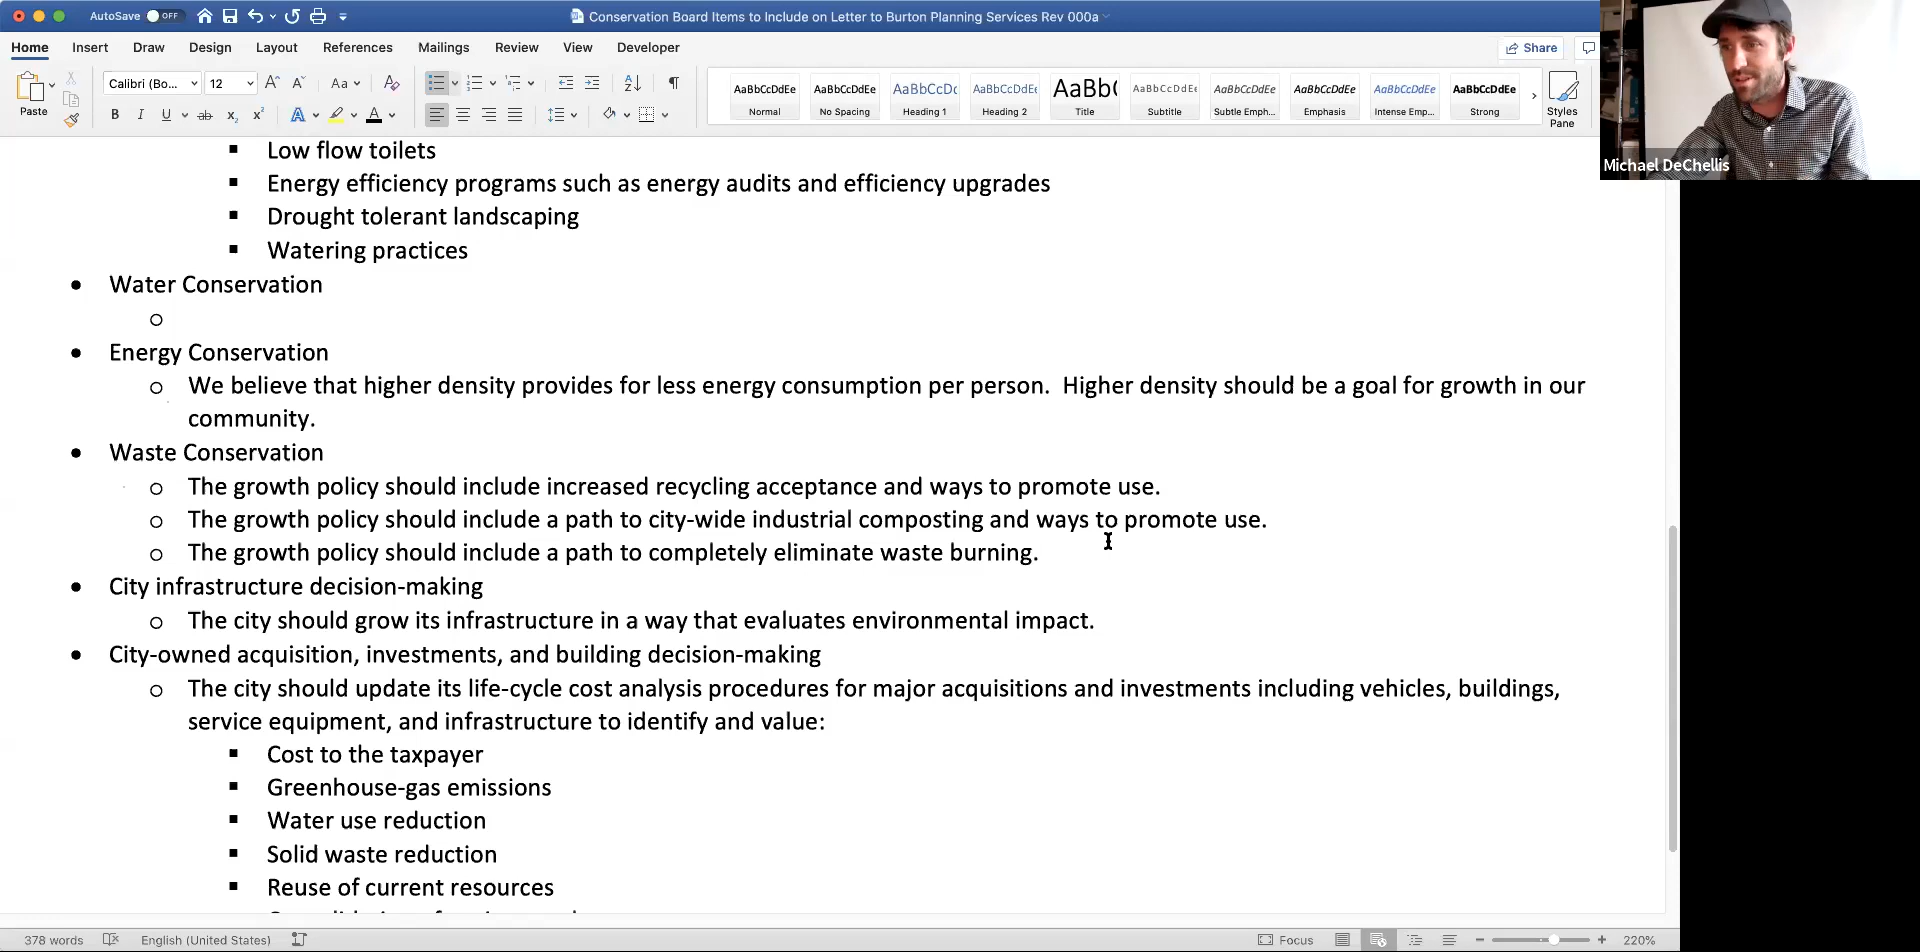 AutoSave OFF
Conservation Board Items to Include on Letter to Burton Planning Services Rev 000a
Home Insert Draw Design Layout References Mailings Review View Developer
Share
Paste
Calibri (Bo... 12
Aa
B I U ab x₂ x²
A A
AaBbCcDdEe AaBbCcDdEe AaBbCcDc AaBbCcDdEe AaBb( AaBbCcDdEe AaBbCcDdEe AaBbCcDdEe AaBbCcDdEe AaBbCcDdEe
Normal No Spacing Heading 1 Heading 2 Title Subtitle Subtle Emph... Emphasis Intense Emp... Strong
Styles
Pane
Michael DeChellis
▪ Low flow toilets
▪ Energy efficiency programs such as energy audits and efficiency upgrades
▪ Drought tolerant landscaping
▪ Watering practices
• Water Conservation
o
• Energy Conservation
o We believe that higher density provides for less energy consumption per person.  Higher density should be a goal for growth in our
community.
• Waste Conservation
o The growth policy should include increased recycling acceptance and ways to promote use.
o The growth policy should include a path to city-wide industrial composting and ways to promote use.
o The growth policy should include a path to completely eliminate waste burning.
• City infrastructure decision-making
o The city should grow its infrastructure in a way that evaluates environmental impact.
• City-owned acquisition, investments, and building decision-making
o The city should update its life-cycle cost analysis procedures for major acquisitions and investments including vehicles, buildings,
service equipment, and infrastructure to identify and value:
▪ Cost to the taxpayer
▪ Greenhouse-gas emissions
▪ Water use reduction
▪ Solid waste reduction
▪ Reuse of current resources
378 words English (United States) Focus 220%